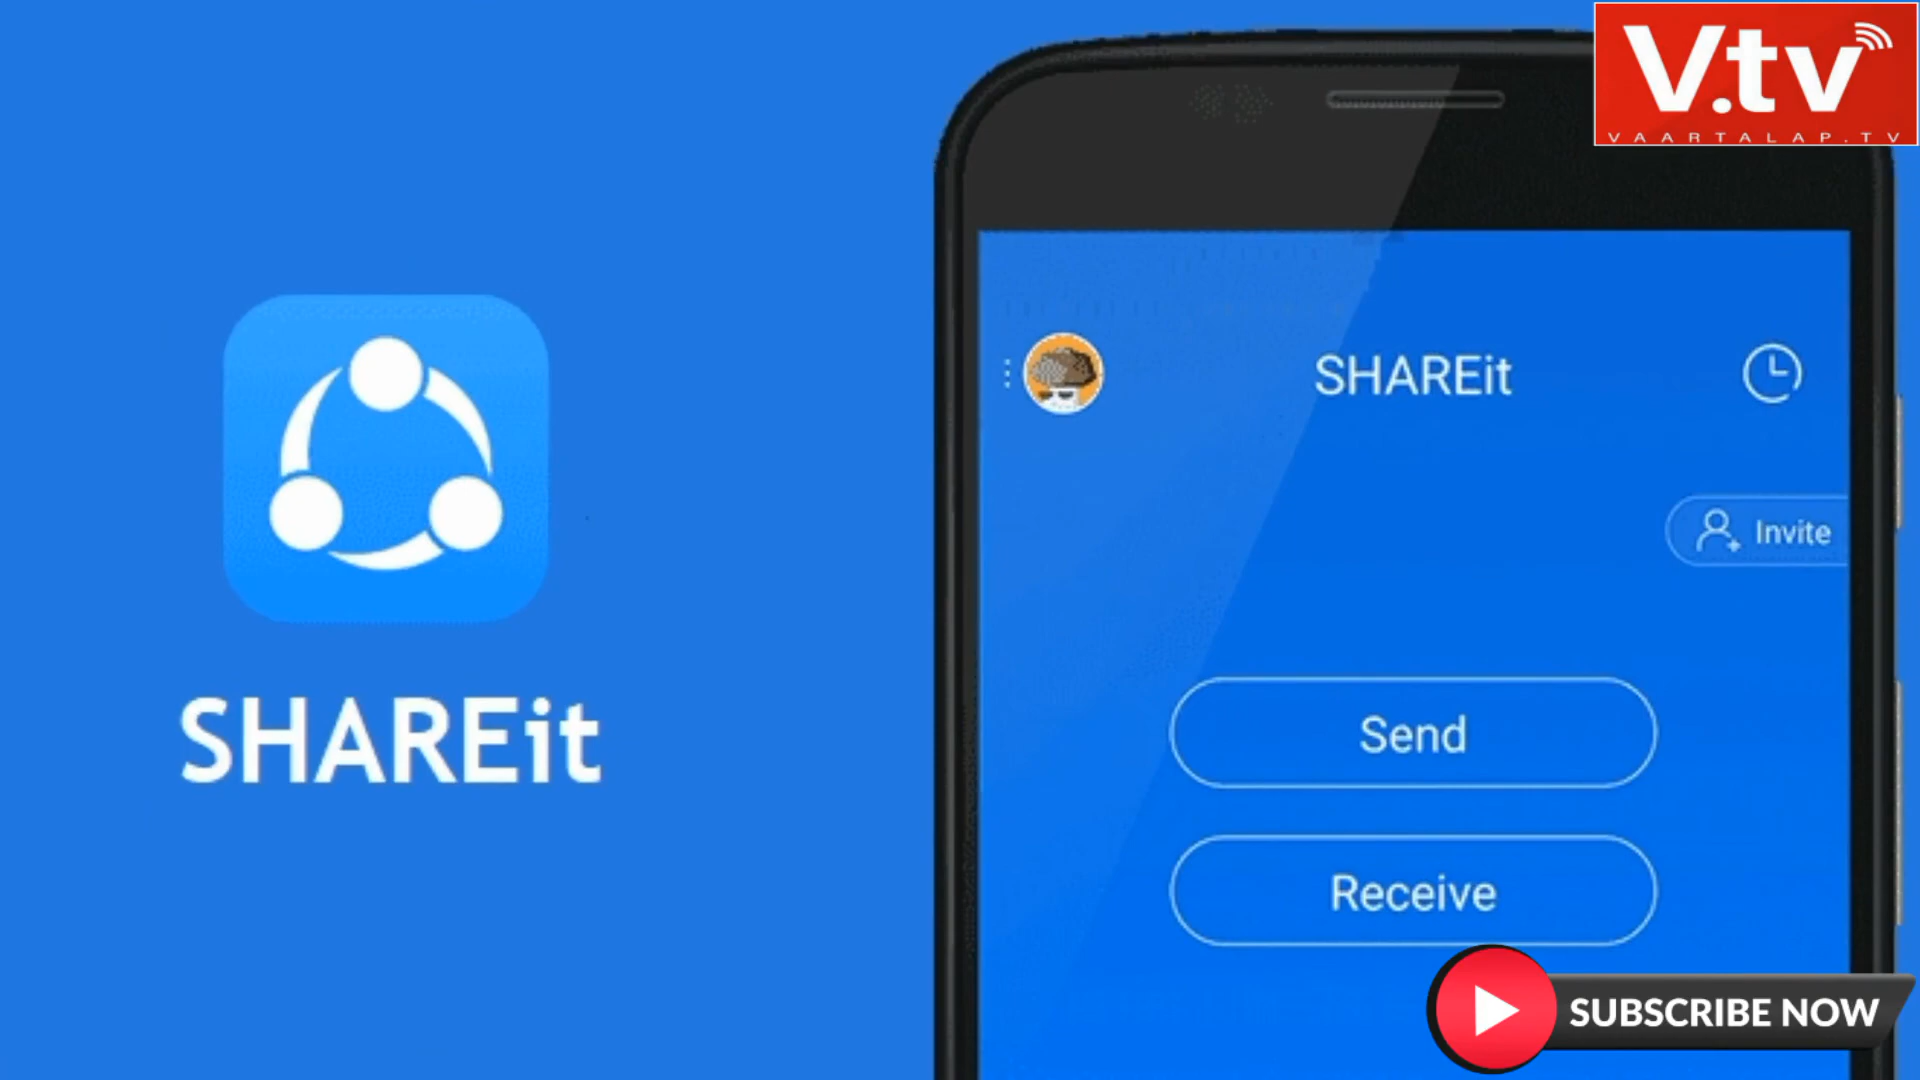 V.tv
VAARTALAP.TV
SHAREit
SHAREit
Invite
Send
Receive
SUBSCRIBE NOW